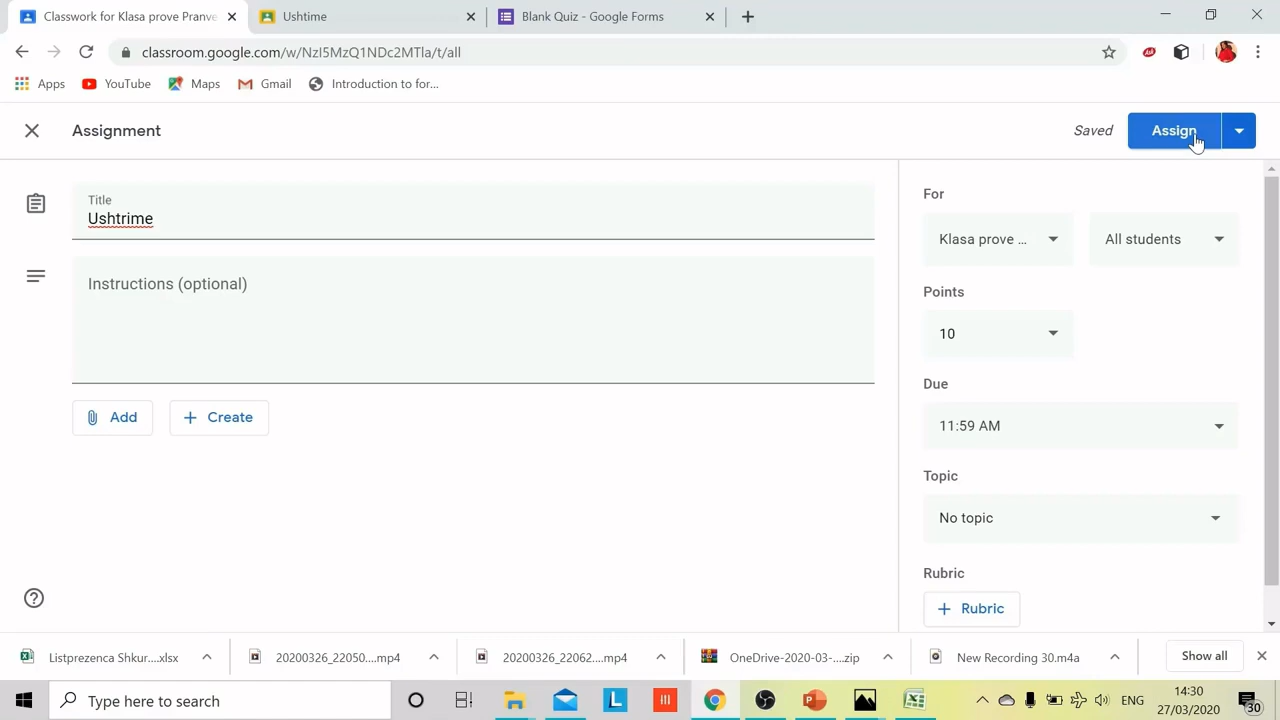 Classwork for Klasa prove Pranve
Ushtime
Blank Quiz - Google Forms
classroom.google.com/w/NzI5MzQ1NDc2MTla/t/all
Apps
YouTube
Maps
Gmail
Introduction to for...
Assignment
Saved
Assign
Title
Ushtrime
Instructions (optional)
Add
Create
For
Klasa prove ...
All students
Points
10
Due
11:59 AM
Topic
No topic
Rubric
Rubric
Listprezenca Shkur....xlsx
20200326_22050....mp4
20200326_22062....mp4
OneDrive-2020-03-....zip
New Recording 30.m4a
Show all
Type here to search
ENG
14:30
27/03/2020
30